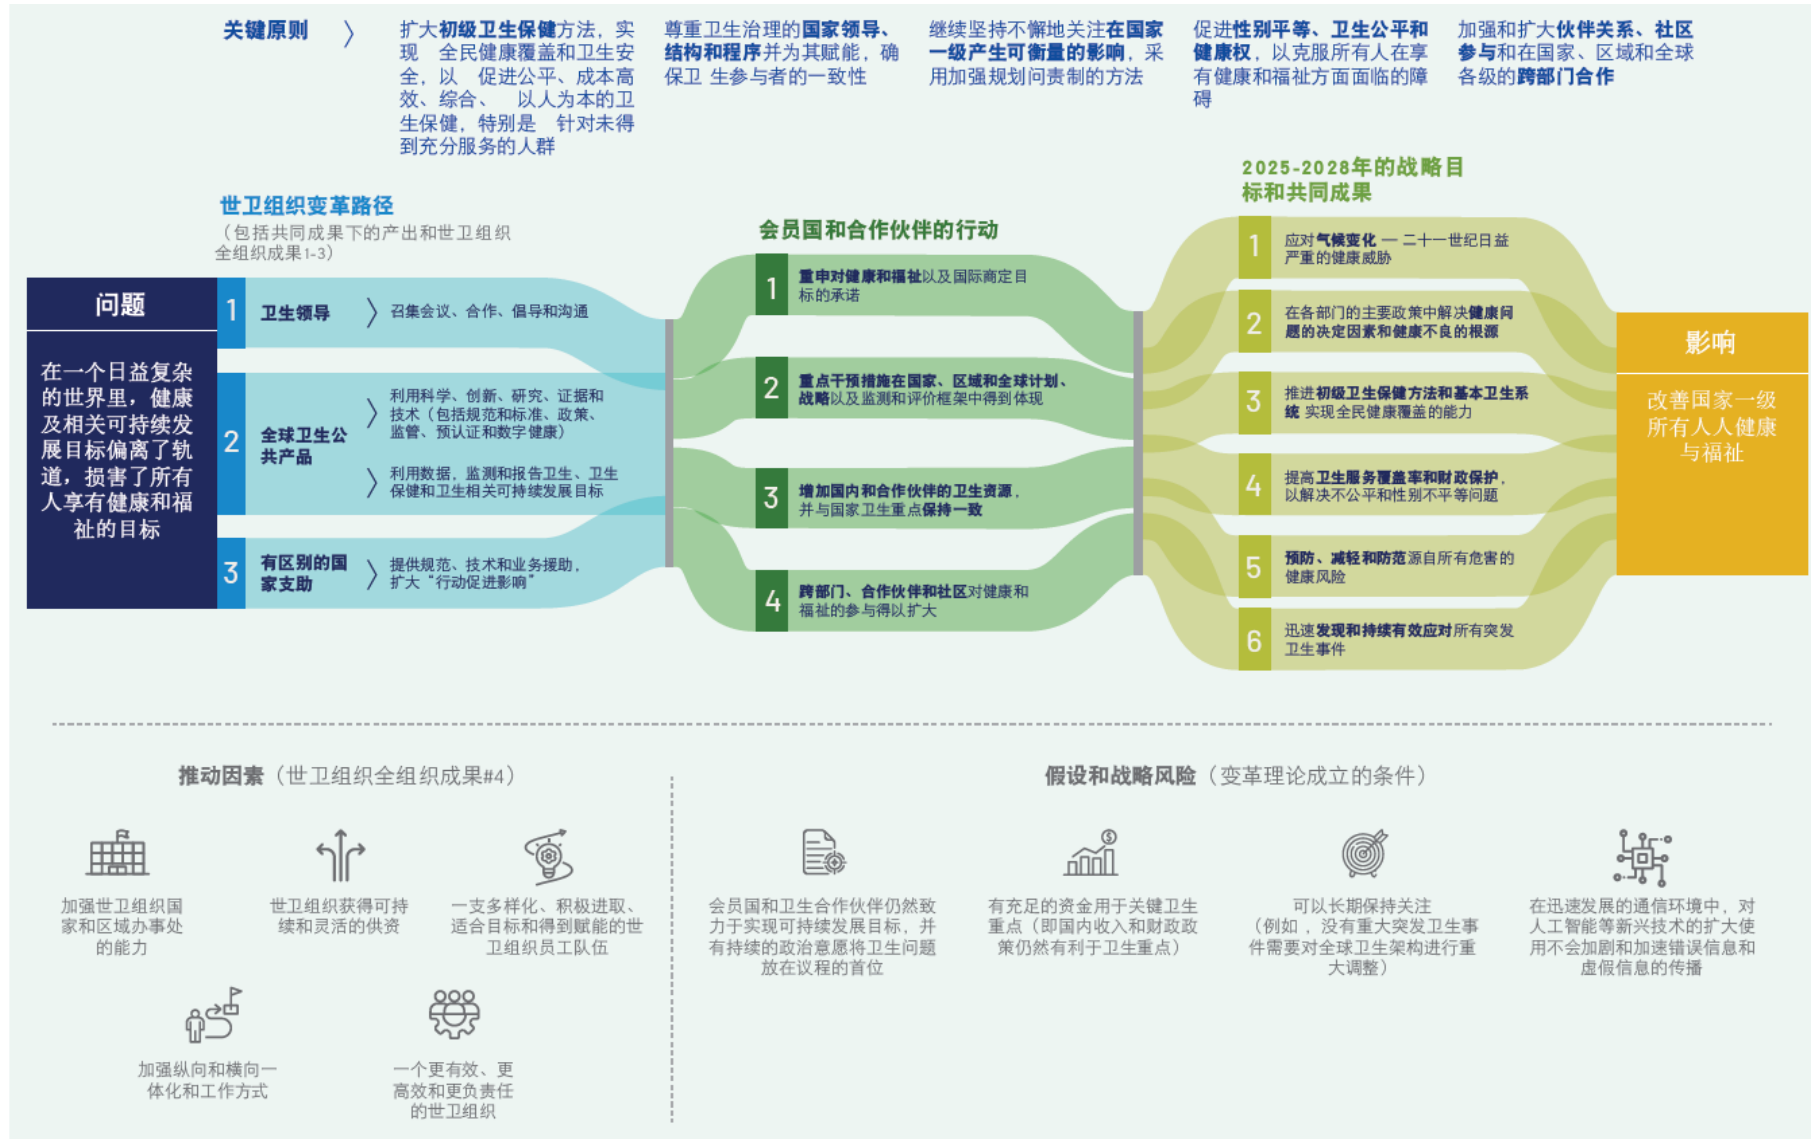 关键原则
扩大初级卫生保健方法，实
现 全民健康覆盖和卫生安
全，以 促进公平、成本高
效、综合、 以人为本的卫
生保健，特别是 针对未得
到充分服务的人群
尊重卫生治理的国家领导、
结构和程序并为其赋能，确
保卫 生参与者的一致性
继续坚持不懈地关注在国家
一级产生可衡量的影响，采
用加强规划问责制的方法
促进性别平等、卫生公平和
健康权，以克服所有人在享
有健康和福祉方面面临的障
碍
加强和扩大伙伴关系、社区
参与和在国家、区域和全球
各级的跨部门合作
世卫组织变革路径
（包括共同成果下的产出和世卫组织
全组织成果1-3）
会员国和合作伙伴的行动
2025-2028年的战略目
标和共同成果
问题
在一个日益复杂
的世界里，健康
及相关可持续发
展目标偏离了轨
道，损害了所有
人享有健康和福
祉的目标
1
卫生领导
召集会议、合作、倡导和沟通
2
全球卫生公
共产品
利用科学、创新、研究、证据和
技术（包括规范和标准、政策、
监管、预认证和数字健康）
利用数据，监测和报告卫生、卫生
保健和卫生相关可持续发展目标
3
有区别的国
家支助
提供规范、技术和业务援助，
扩大“行动促进影响”
1
重申对健康和福祉以及国际商定目
标的承诺
2
重点干预措施在国家、区域和全球计划、
战略以及监测和评价框架中得到体现
3
增加国内和合作伙伴的卫生资源，
并与国家卫生重点保持一致
4
跨部门、合作伙伴和社区对健康和
福祉的参与得以扩大
1
应对气候变化 — 二十一世纪日益
严重的健康威胁
2
在各部门的主要政策中解决健康问
题的决定因素和健康不良的根源
3
推进初级卫生保健方法和基本卫生系
统 实现全民健康覆盖的能力
4
提高卫生服务覆盖率和财政保护，
以解决不公平和性别不平等问题
5
预防、减轻和防范源自所有危害的
健康风险
6
迅速发现和持续有效应对所有突发
卫生事件
影响
改善国家一级
所有人人健康
与福祉
推动因素（世卫组织全组织成果#4）
加强世卫组织国
家和区域办事处
的能力
世卫组织获得可持
续和灵活的供资
一支多样化、积极进取、
适合目标和得到赋能的世
卫组织员工队伍
加强纵向和横向一
体化和工作方式
一个更有效、更
高效和更负责任
的世卫组织
假设和战略风险（变革理论成立的条件）
会员国和卫生合作伙伴仍然致
力于实现可持续发展目标，并
有持续的政治意愿将卫生问题
放在议程的首位
有充足的资金用于关键卫生
重点（即国内收入和财政政
策仍然有利于卫生重点）
可以长期保持关注
（例如，没有重大突发卫生事
件需要对全球卫生架构进行重
大调整）
在迅速发展的通信环境中，对
人工智能等新兴技术的扩大使
用不会加剧和加速错误信息和
虚假信息的传播